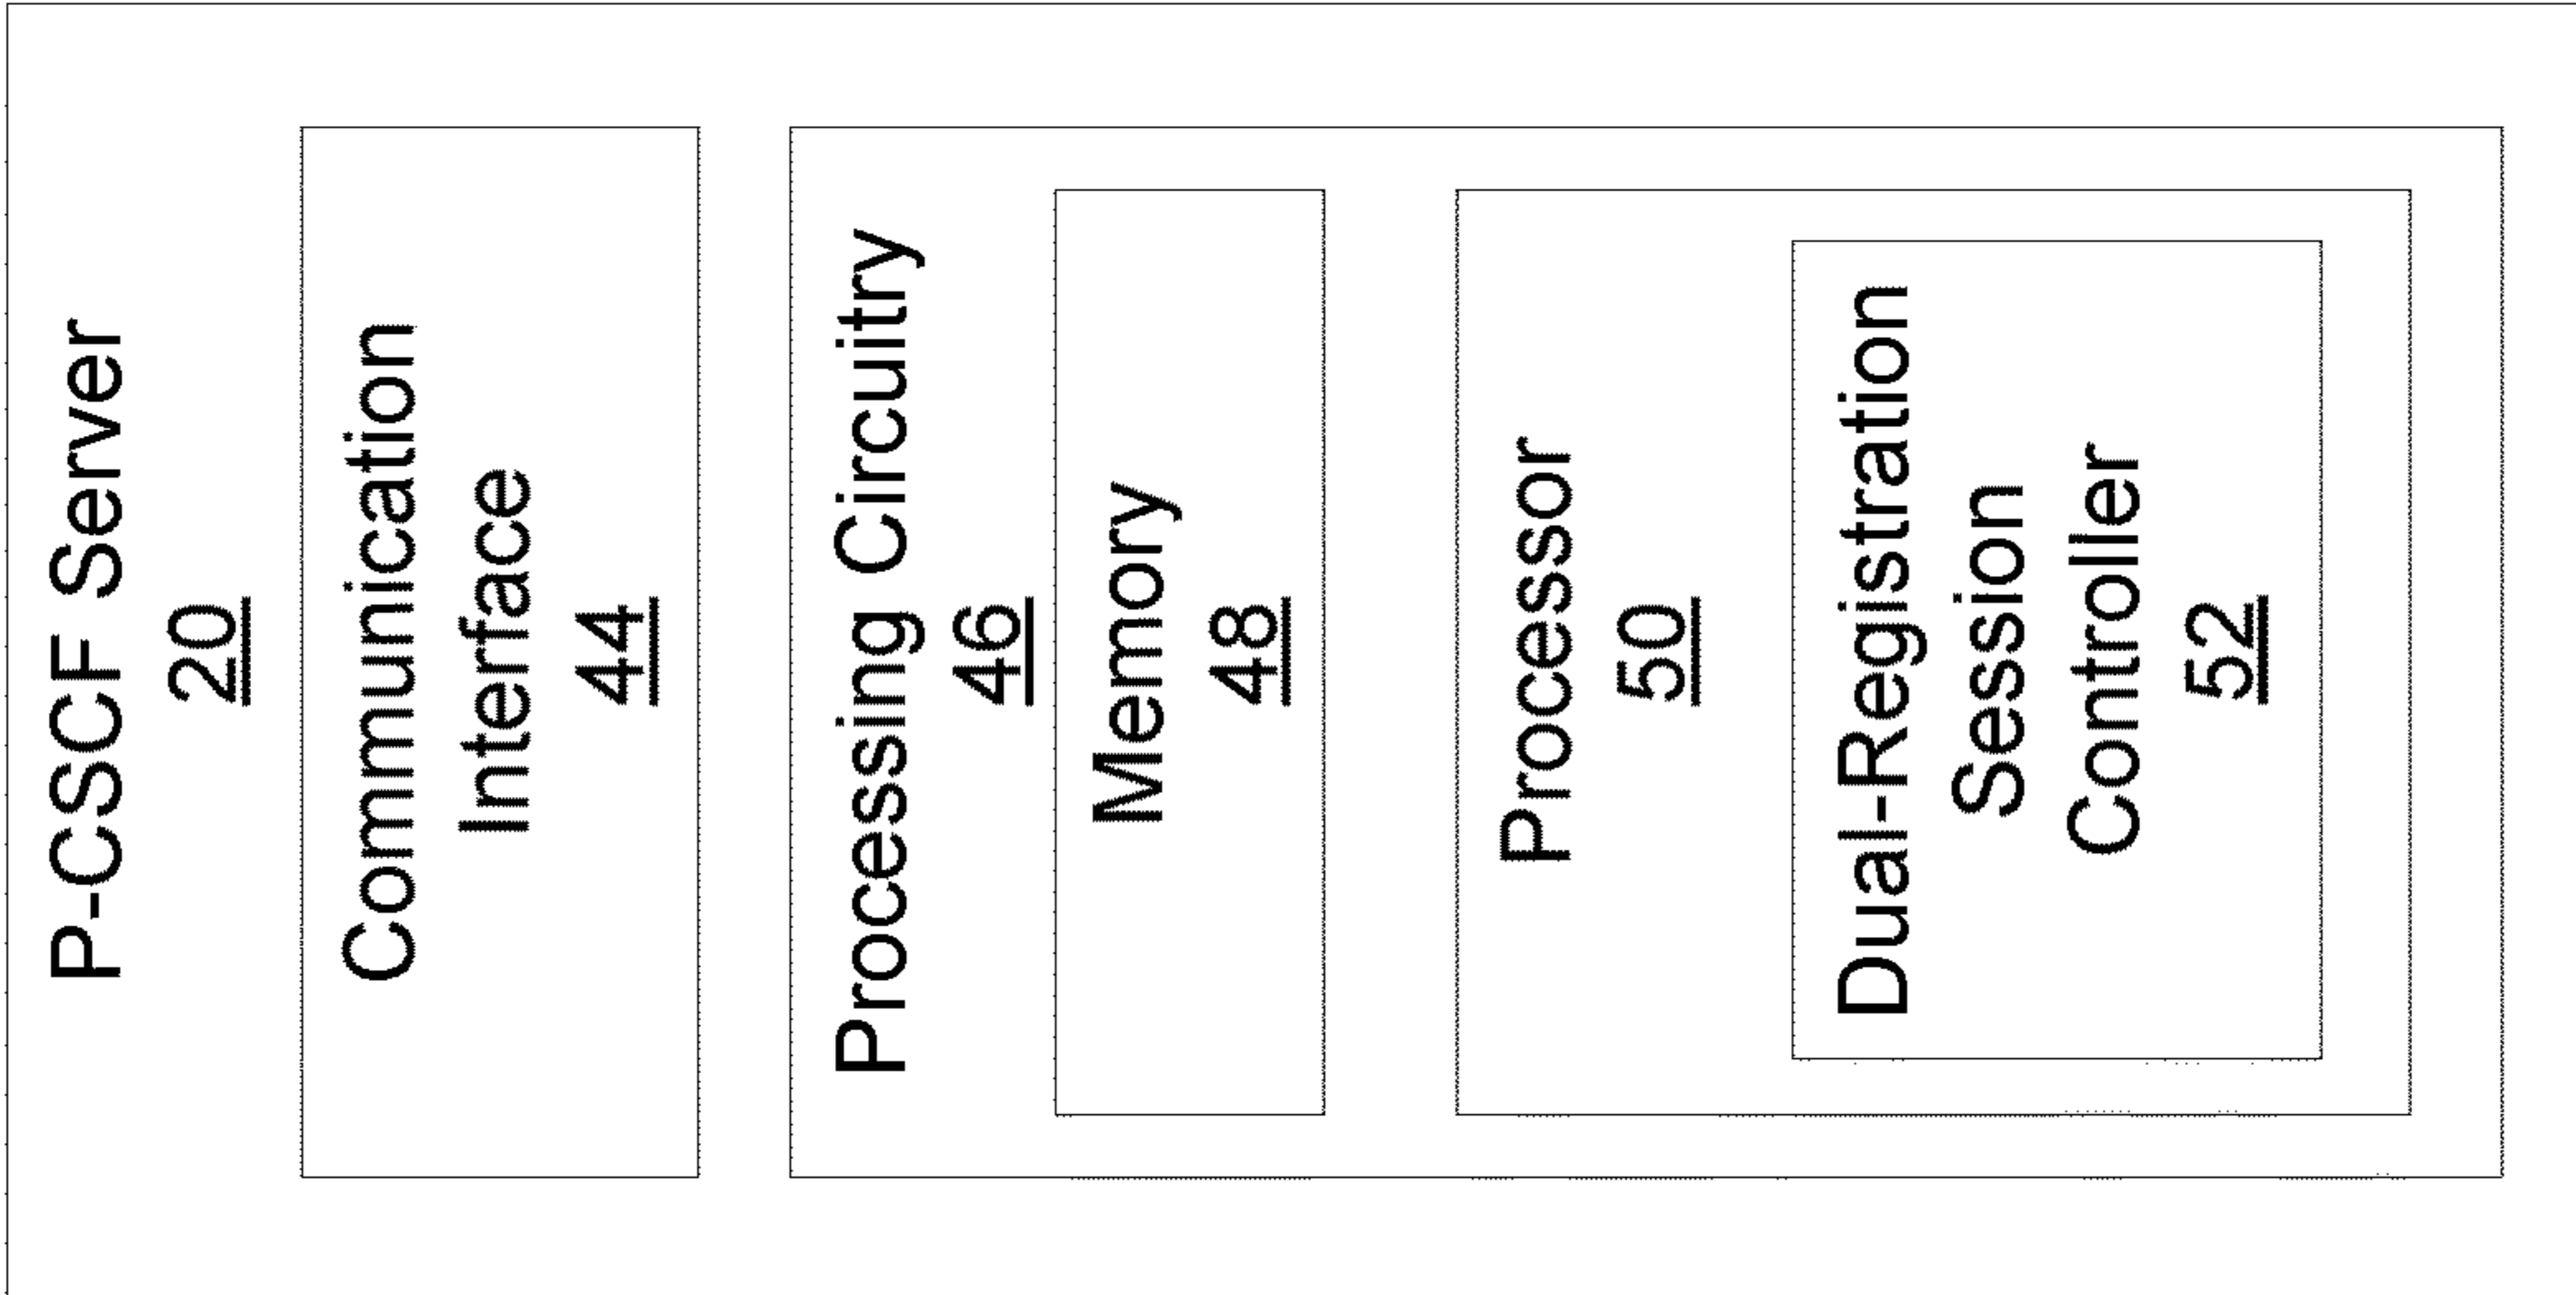 P-CSCF Server
20
Communication
Interface
44
Processing Circuitry
46
Memory
48
Processor
50
Dual-Registration
Session
Controller
52